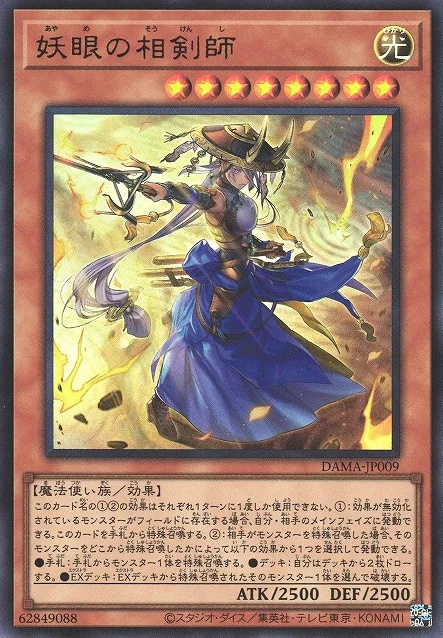 妖眼の相剣師
光
DAMA-JP009
【魔法使い族／効果】
このカード名の①②の効果はそれぞれ1ターンに1度しか使用できない。①：効果が無効化
されているモンスターがフィールドに存在する場合、自分・相手のメインフェイズに発動で
きる。このカードを手札から特殊召喚する。②：相手がモンスターを特殊召喚した場合、その
モンスターをどこから特殊召喚したかによって以下の効果から1つを選択して発動できる。
●手札：手札からモンスター1体を特殊召喚する。●デッキ：自分はデッキから2枚ドロ
ーする。●EXデッキ：EXデッキから特殊召喚されたそのモンスター1体を選んで破壊する。
ATK/2500 DEF/2500
62849088
©スタジオ・ダイス／集英社・テレビ東京・KONAMI